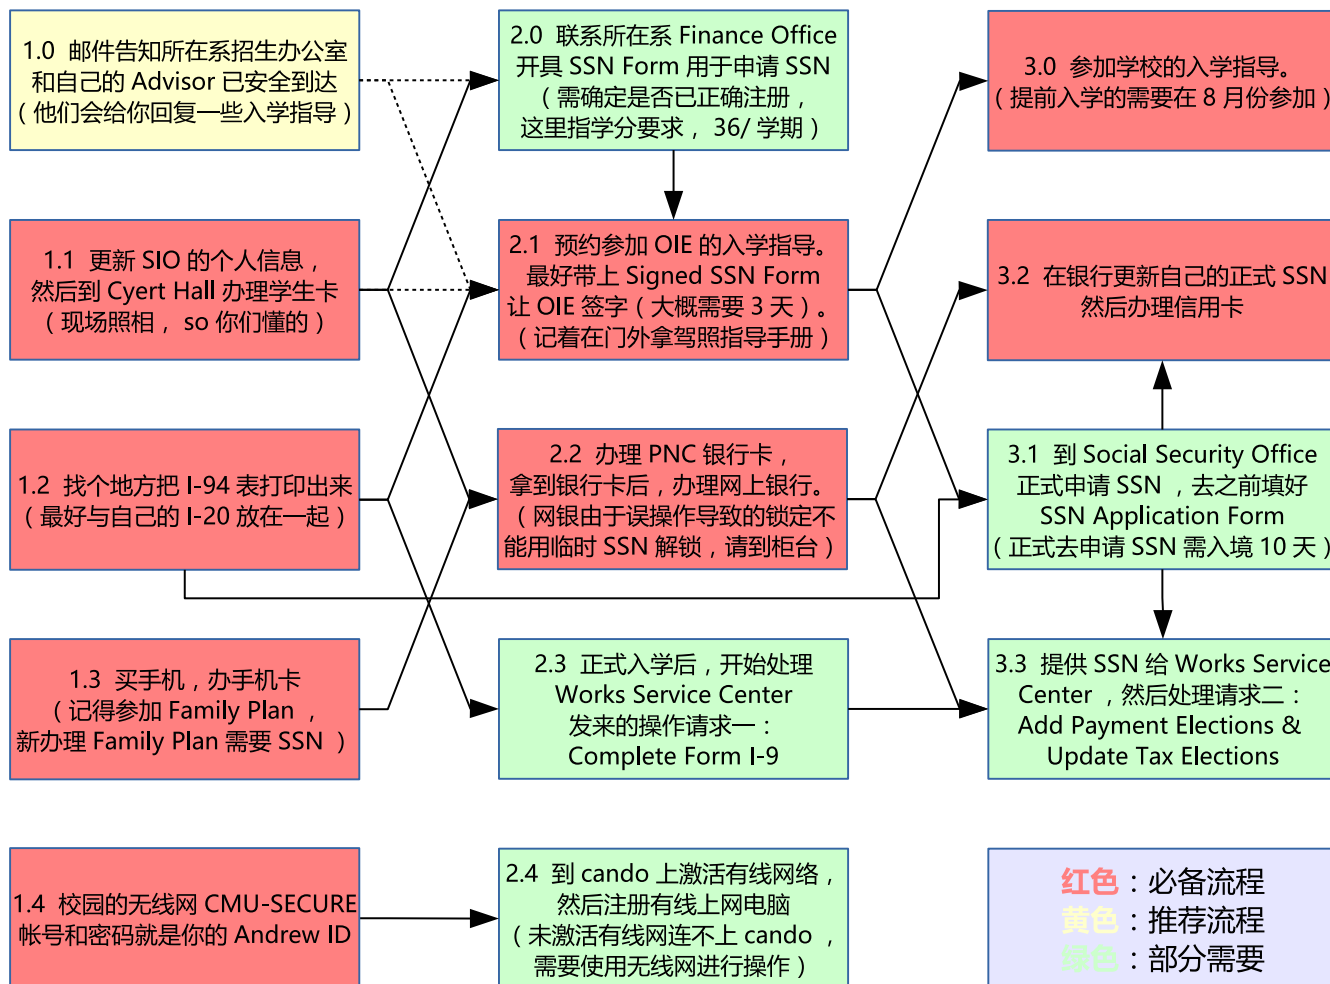 1.0 邮件告知所在系招生办公室
和自己的 Advisor 已安全到达
（他们会给你回复一些入学指导）
2.0 联系所在系 Finance Office
开具 SSN Form 用于申请 SSN
（需确定是否已正确注册，
这里指学分要求， 36/ 学期）
3.0 参加学校的入学指导。
（提前入学的需要在 8 月份参加）
1.1 更新 SIO 的个人信息，
然后到 Cyert Hall 办理学生卡
（现场照相， so 你们懂的）
2.1 预约参加 OIE 的入学指导。
最好带上 Signed SSN Form
让 OIE 签字（大概需要 3 天）。
（记着在门外拿驾照指导手册）
3.2 在银行更新自己的正式 SSN
然后办理信用卡
1.2 找个地方把 I-94 表打印出来
（最好与自己的 I-20 放在一起）
2.2 办理 PNC 银行卡，
拿到银行卡后，办理网上银行。
（网银由于误操作导致的锁定不
能用临时 SSN 解锁，请到柜台）
3.1 到 Social Security Office
正式申请 SSN ，去之前填好
SSN Application Form
（正式去申请 SSN 需入境 10 天）
1.3 买手机，办手机卡
（记得参加 Family Plan ，
新办理 Family Plan 需要 SSN ）
2.3 正式入学后，开始处理
Works Service Center
发来的操作请求一：
Complete Form I-9
3.3 提供 SSN 给 Works Service
Center ，然后处理请求二：
Add Payment Elections &
Update Tax Elections
1.4 校园的无线网 CMU-SECURE
帐号和密码就是你的 Andrew ID
2.4 到 cando 上激活有线网络，
然后注册有线上网电脑
（未激活有线网连不上 cando ，
需要使用无线网进行操作）
红色：必备流程
黄色：推荐流程
绿色：部分需要